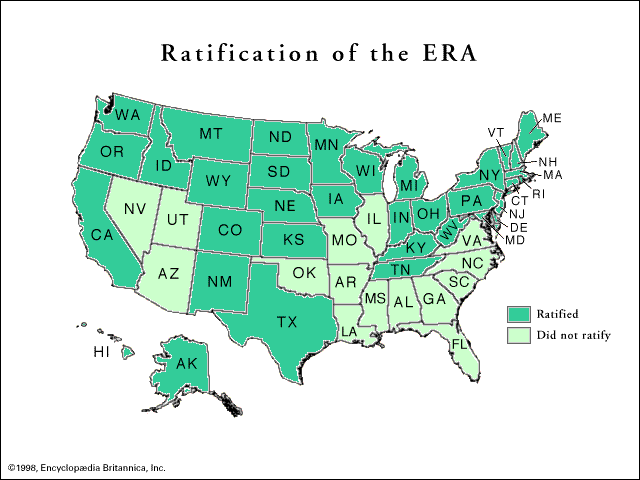 Ratification of the ERA
WA
MT
ND
MN
ME
VT
OR
ID
SD
WI
NH
WY
MI
NY
MA
RI
NV
UT
NE
IA
IL
IN
OH
PA
CT
NJ
CA
CO
KS
MO
KY
WV
VA
DE
MD
AZ
NM
OK
AR
TN
NC
SC
TX
LA
MS
AL
GA
FL
HI
AK
Ratified
Did not ratify
©1998, Encyclopædia Britannica, Inc.